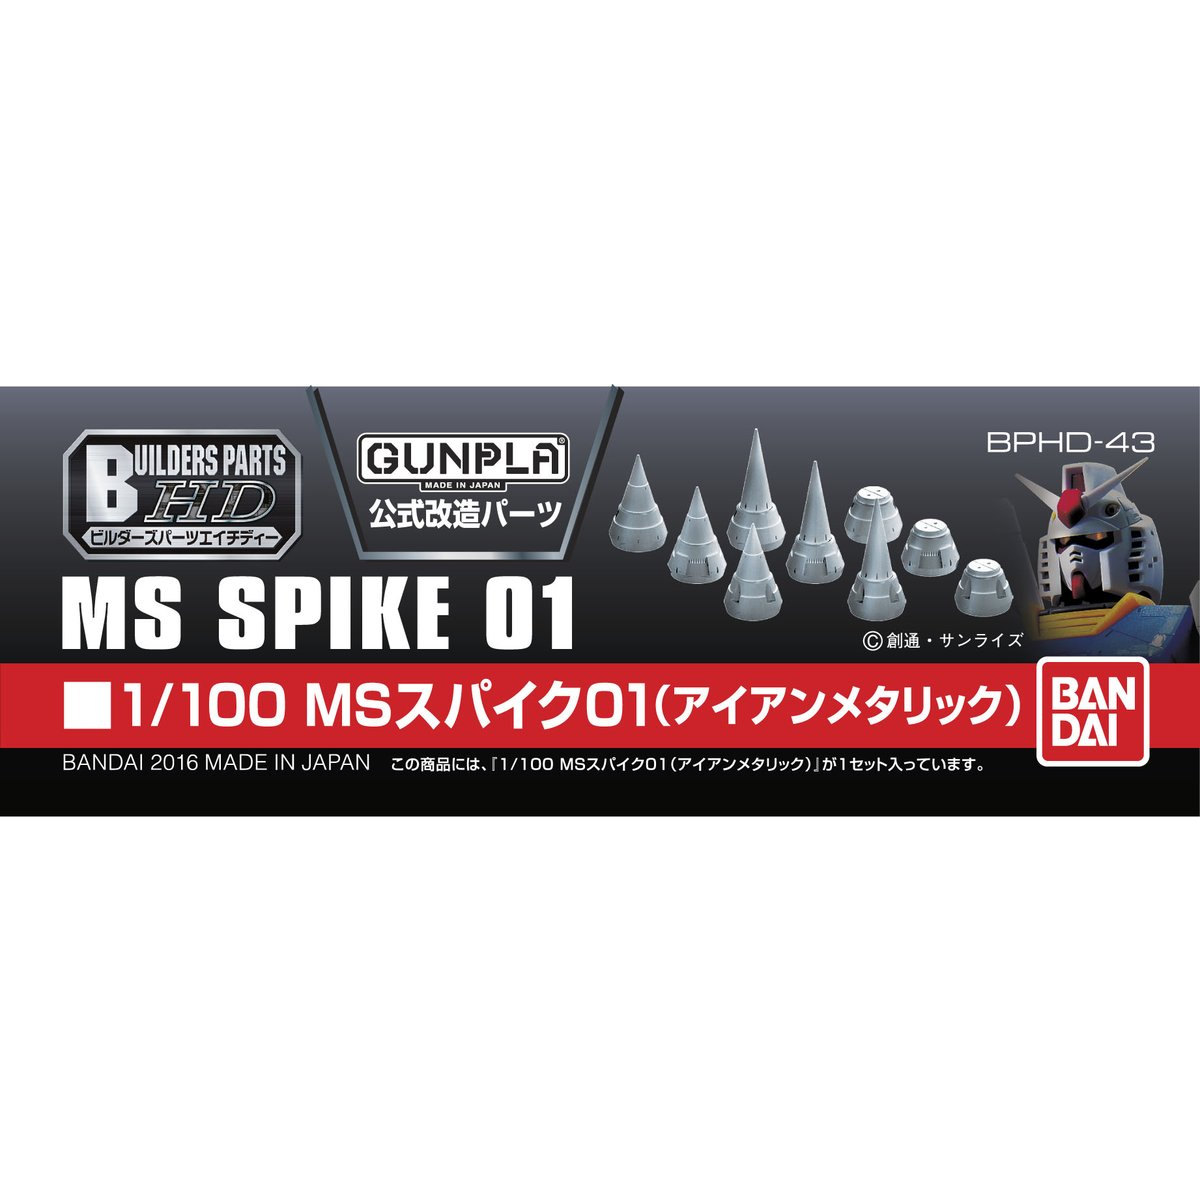 BUILDERS PARTS
HD
ビルダーズパーツエイチディー
GUNPLA®
MADE IN JAPAN
公式改造パーツ
BPHD-43
MS SPIKE 01
©創通・サンライズ
■1/100 MSスパイク01(アイアンメタリック)
BAN
DAI
BANDAI 2016 MADE IN JAPAN この商品には、『1/100 MSスパイク01(アイアンメタリック)』が1セット入っています。